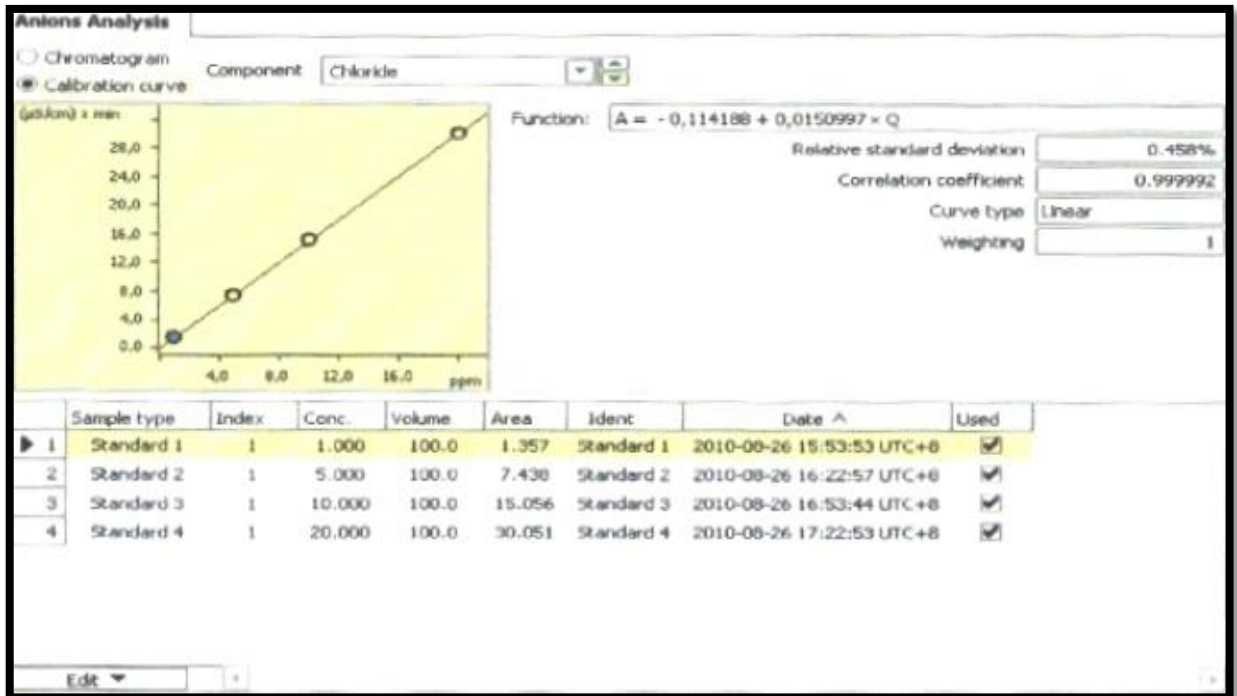 Anions Analysis
Chromatogram
Calibration curve
Component Chloride
(µS/cm) x min
28,0
24,0
20,0
16,0
12,0
8,0
4,0
0.0
4,0 8,0 12,0 16.0 ppm
Function: A = - 0,114188 + 0,0150997 × Q
Relative standard deviation 0.458%
Correlation coefficient 0.999992
Curve type Linear
Weighting 1
Sample type Index Conc. Volume Area Ident Date Used
1 Standard 1 1 1.000 100.0 1.357 Standard 1 2010-08-26 15:53:53 UTC+8
2 Standard 2 1 5.000 100.0 7.438 Standard 2 2010-08-26 16:22:57 UTC+8
3 Standard 3 1 10.000 100.0 15.056 Standard 3 2010-08-26 16:53:44 UTC+8
4 Standard 4 1 20.000 100.0 30.051 Standard 4 2010-08-26 17:22:53 UTC+8
Edit